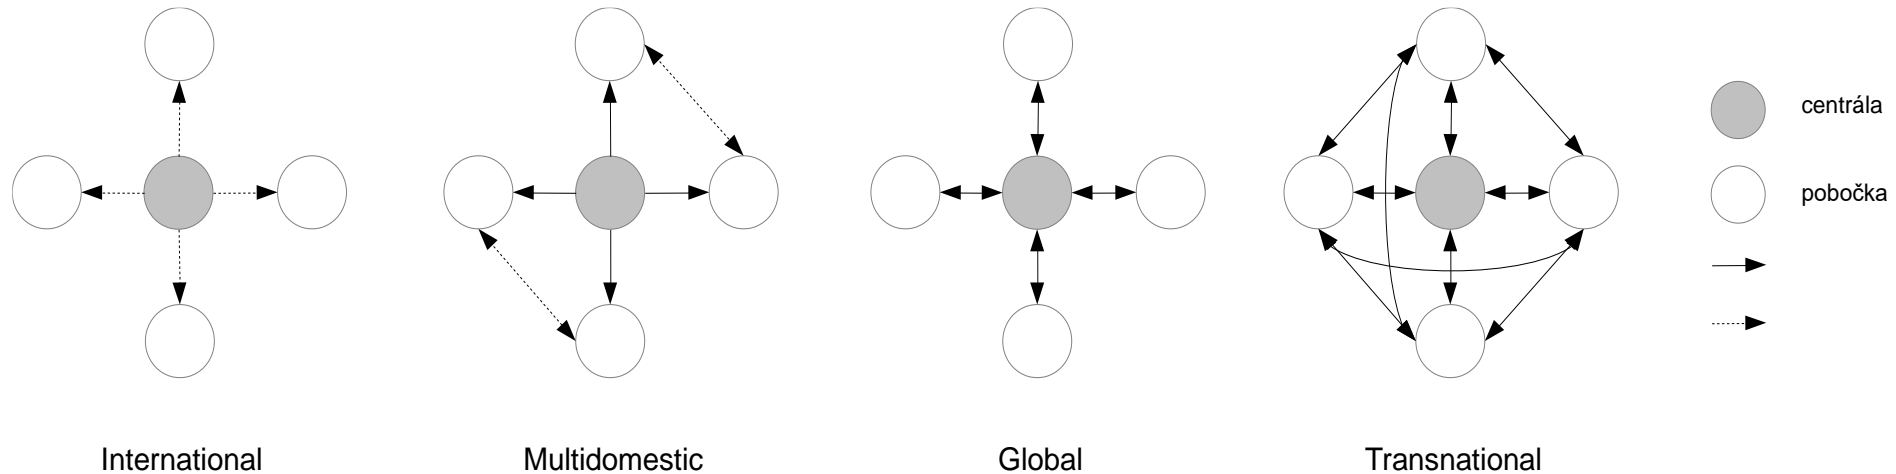 centrála
pobočka
International
Multidomestic
Global
Transnational